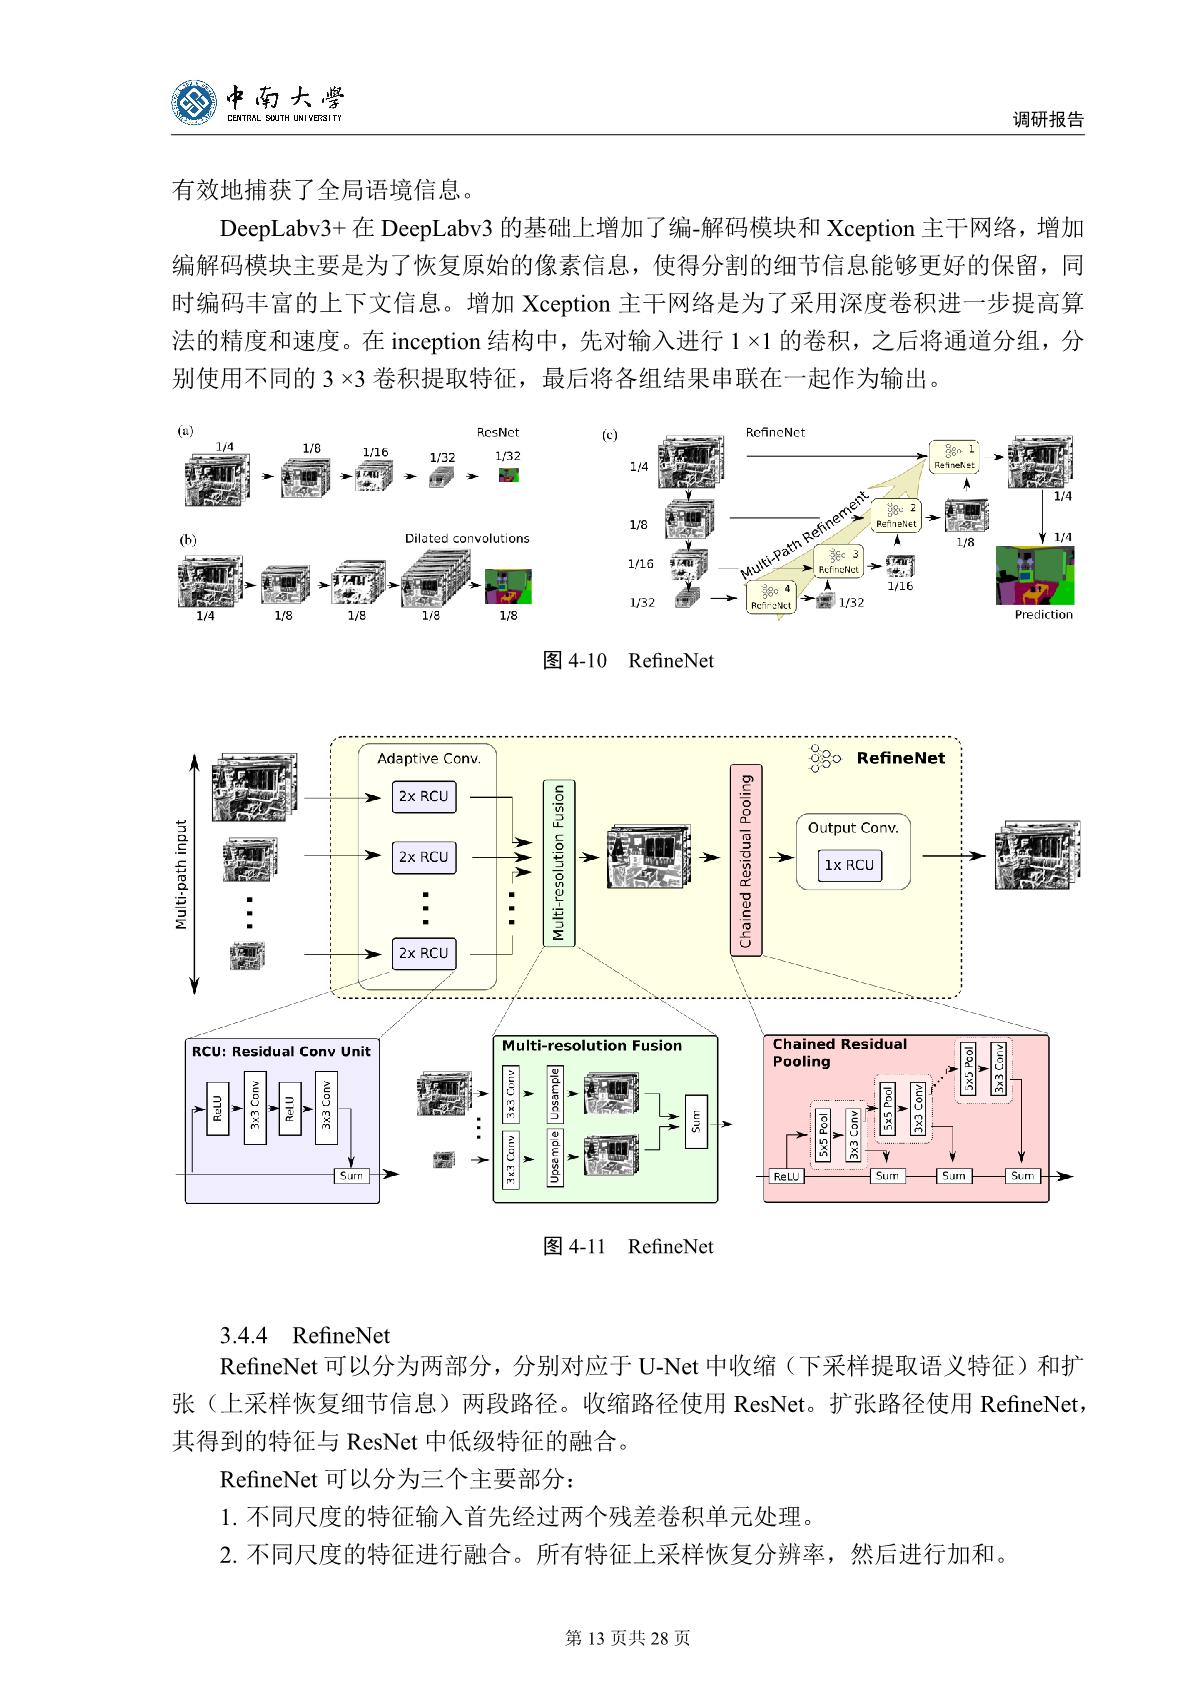 中南大學
CENTRAL SOUTH UNIVERSITY
调研报告
有效地捕获了全局语境信息。
DeepLabv3+ 在 DeepLabv3 的基础上增加了编-解码模块和 Xception 主干网络，增加
编解码模块主要是为了恢复原始的像素信息，使得分割的细节信息能够更好的保留，同
时编码丰富的上下文信息。增加 Xception 主干网络是为了采用深度卷积进一步提高算
法的精度和速度。在 inception 结构中，先对输入进行 1 ×1 的卷积，之后将通道分组，分
别使用不同的 3 ×3 卷积提取特征，最后将各组结果串联在一起作为输出。
(a)
ResNet
1/4 1/8 1/16 1/32 1/32
(b)
Dilated convolutions
1/4 1/8 1/8 1/8 1/8
(c)
RefineNet
1/4
1/8
1/16
1/32
Multi-Path Refinement
1
RefineNet
2
RefineNet
3
RefineNet
4
RefineNet
1/32
1/16
1/8
1/4
1/4
Prediction
图 4-10 RefineNet
Multi-path input
Adaptive Conv.
2x RCU
2x RCU
2x RCU
Multi-resolution Fusion
Chained Residual Pooling
RefineNet
Output Conv.
1x RCU
RCU: Residual Conv Unit
ReLU
3x3 Conv
ReLU
3x3 Conv
Sum
Multi-resolution Fusion
3x3 Conv
Upsample
3x3 Conv
Upsample
Sum
Chained Residual
Pooling
ReLU
5x5 Pool
3x3 Conv
5x5 Pool
3x3 Conv
5x5 Pool
3x3 Conv
Sum
Sum
Sum
图 4-11 RefineNet
3.4.4 RefineNet
RefineNet 可以分为两部分，分别对应于 U-Net 中收缩（下采样提取语义特征）和扩
张（上采样恢复细节信息）两段路径。收缩路径使用 ResNet。扩张路径使用 RefineNet，
其得到的特征与 ResNet 中低级特征的融合。
RefineNet 可以分为三个主要部分：
1. 不同尺度的特征输入首先经过两个残差卷积单元处理。
2. 不同尺度的特征进行融合。所有特征上采样恢复分辨率，然后进行加和。
第 13 页共 28 页